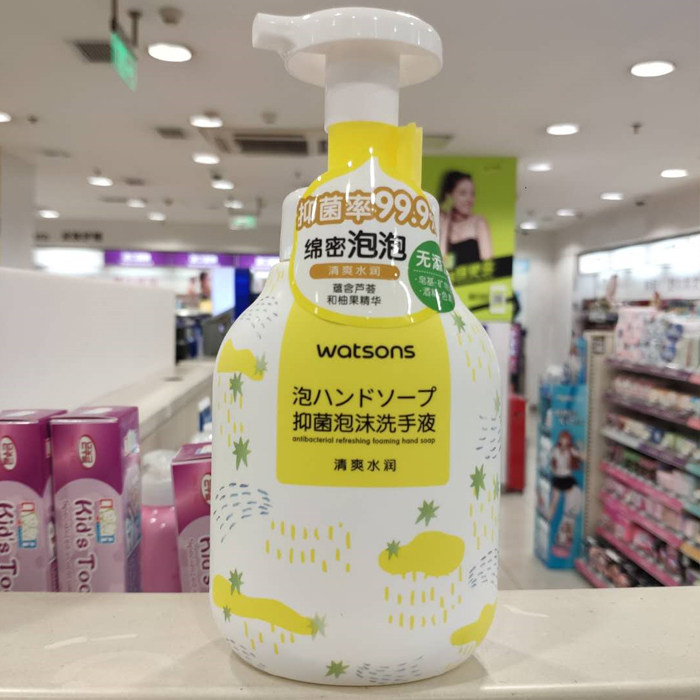 抑菌率99.9
绵密泡泡
清爽水润
蕴含芦荟
和柚果精华
无添
watsons
泡ハンドソープ
抑菌泡沫洗手液
antibacterial refreshing foaming hand soap
清爽水润
Kid's Too
Kid's Too